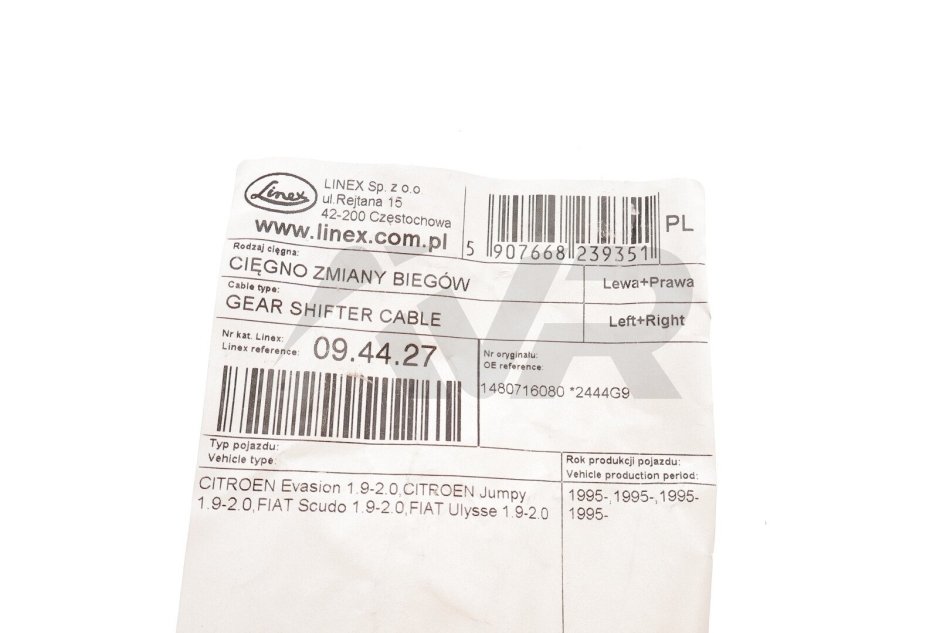 Linex
LINEX Sp. z o.o
ul.Rejtana 15
42-200 Częstochowa
www.linex.com.pl
5 907668 239351
PL
Rodzaj cięgna:
CIĘGNO ZMIANY BIEGÓW
Lewa+Prawa
Cable type:
GEAR SHIFTER CABLE
Left+Right
Nr kat. Linex:
Linex reference: 09.44.27
Nr oryginału:
OE reference:
1480716080 *2444G9
Typ pojazdu:
Vehicle type:
Rok produkcji pojazdu:
Vehicle production period:
CITROEN Evasion 1.9-2.0,CITROEN Jumpy
1.9-2.0,FIAT Scudo 1.9-2.0,FIAT Ulysse 1.9-2.0
1995-,1995-,1995-
1995-